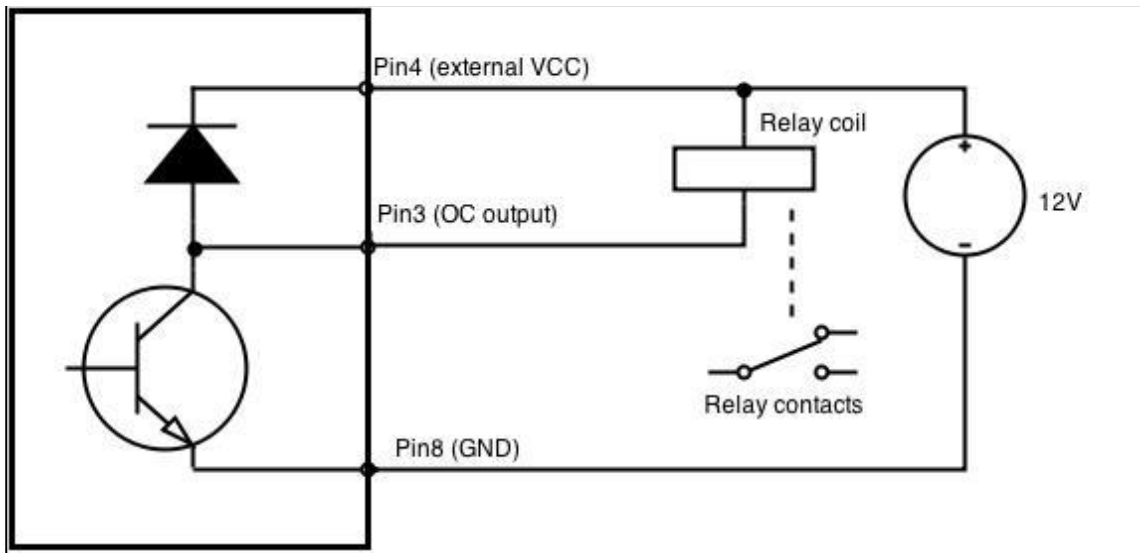 Pin4 (external VCC)
Relay coil
+
12V
Pin3 (OC output)
-
Relay contacts
Pin8 (GND)